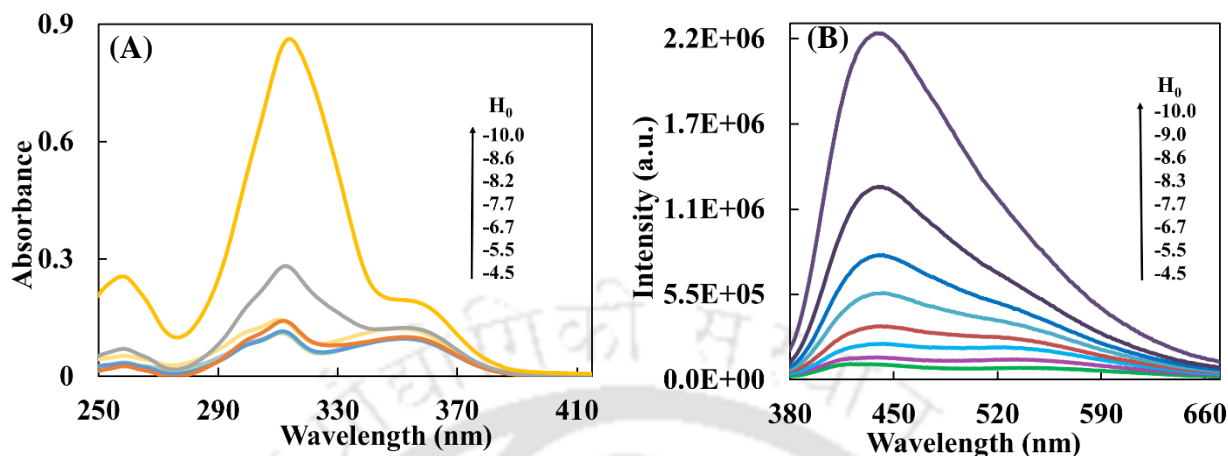 (A)
0.9
0.6
0.3
0
Absorbance
250 290 330 370 410
Wavelength (nm)
H0
-10.0
-8.6
-8.2
-7.7
-6.7
-5.5
-4.5
(B)
2.2E+06
1.7E+06
1.1E+06
5.5E+05
0.0E+00
Intensity (a.u.)
380 450 520 590 660
Wavelength (nm)
H0
-10.0
-9.0
-8.6
-8.3
-7.7
-6.7
-5.5
-4.5